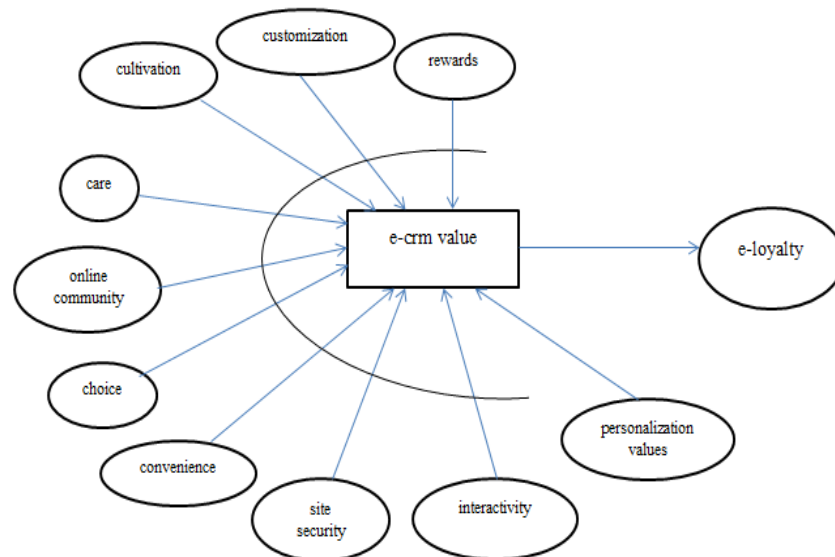 customization
cultivation
rewards
care
e-crm value
e-loyalty
online
community
choice
personalization
values
convenience
site
security
interactivity